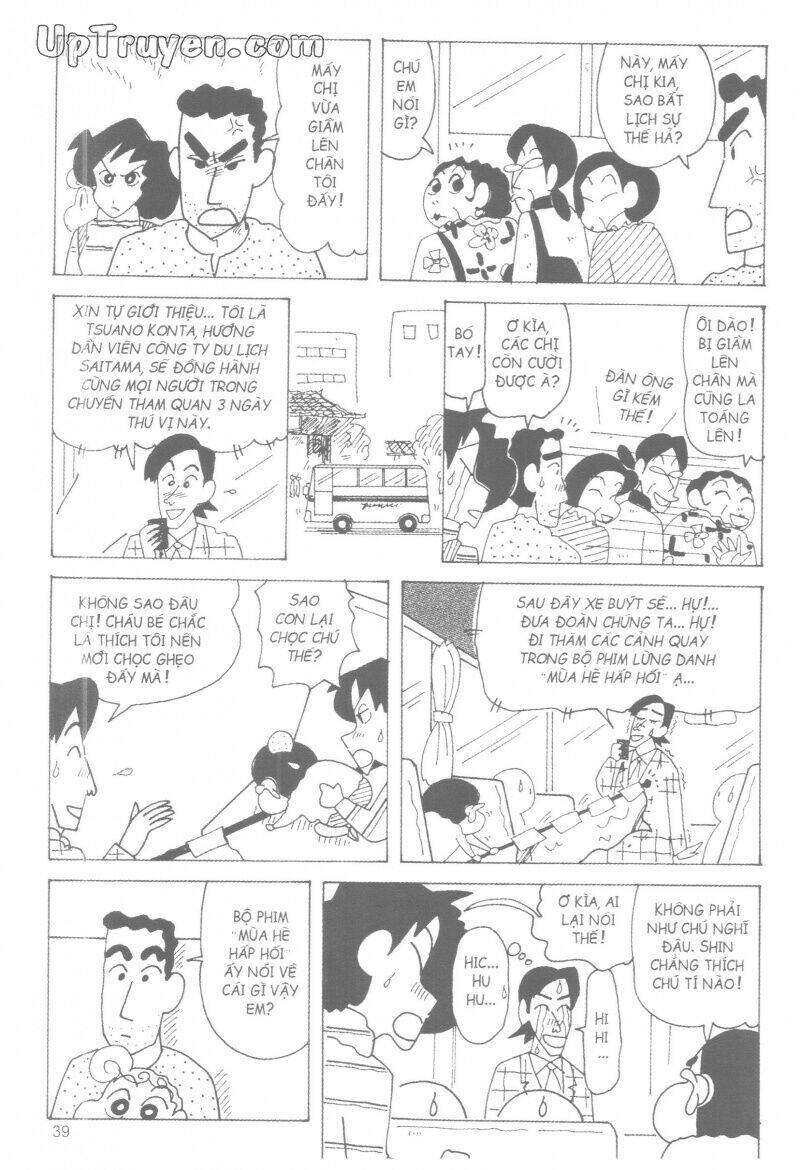 UpTruyen.com
MẤY
CHỊ
VỪA
GIẪM
LÊN
CHÂN
TÔI
ĐẤY!
CHÚ
EM
NÓI
GÌ?
NÀY, MẤY
CHỊ KIA,
SAO BẤT
LỊCH SỰ
THẾ HẢ?
XIN TỰ GIỚI THIỆU... TÔI LÀ
TSUANO KONTA, HƯỚNG
DẪN VIÊN CÔNG TY DU LỊCH
SAITAMA, SẼ ĐỒNG HÀNH
CÙNG MỌI NGƯỜI TRONG
CHUYẾN THAM QUAN 3 NGÀY
THÚ VỊ NÀY.
BÓ
TAY!
Ơ KÌA,
CÁC CHỊ
CÒN CƯỜI
ĐƯỢC À?
ĐÀN ÔNG
GÌ KÉM
THẾ!
ÔI DÀO!
BỊ GIẪM
LÊN
CHÂN MÀ
CŨNG LA
TOÁNG
LÊN!
KHÔNG SAO ĐÂU
CHỊ! CHÁU BÉ CHẮC
LÀ THÍCH TÔI NÊN
MỚI CHỌC GHẸO
ĐẤY MÀ!
SAO
CON LẠI
CHỌC CHÚ
THẾ?
SAU ĐÂY XE BUÝT SẼ... HỰ!...
ĐƯA ĐOÀN CHÚNG TA... HỰ!
ĐI THĂM CÁC CẢNH QUAY
TRONG BỘ PHIM LỪNG DANH
"MÙA HÈ HẤP HỐI" Ạ...
BỘ PHIM
"MÙA HÈ
HẤP HỐI"
ẤY NÓI VỀ
CÁI GÌ VẬY
EM?
HIC...
HU
HU...
Ơ KÌA, AI
LẠI NÓI
THẾ!
HI
HI
...
KHÔNG PHẢI
NHƯ CHÚ NGHĨ
ĐÂU. SHIN
CHẲNG THÍCH
CHÚ TÍ NÀO!
39